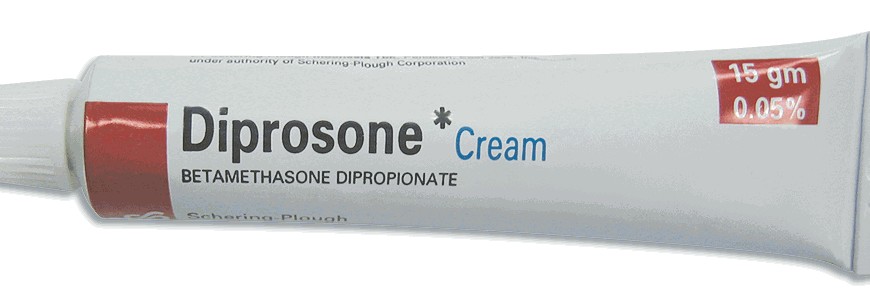 under authority of Schering-Plough Corporation
15 gm
0.05%
Diprosone * Cream
BETAMETHASONE DIPROPIONATE
Schering-Plough